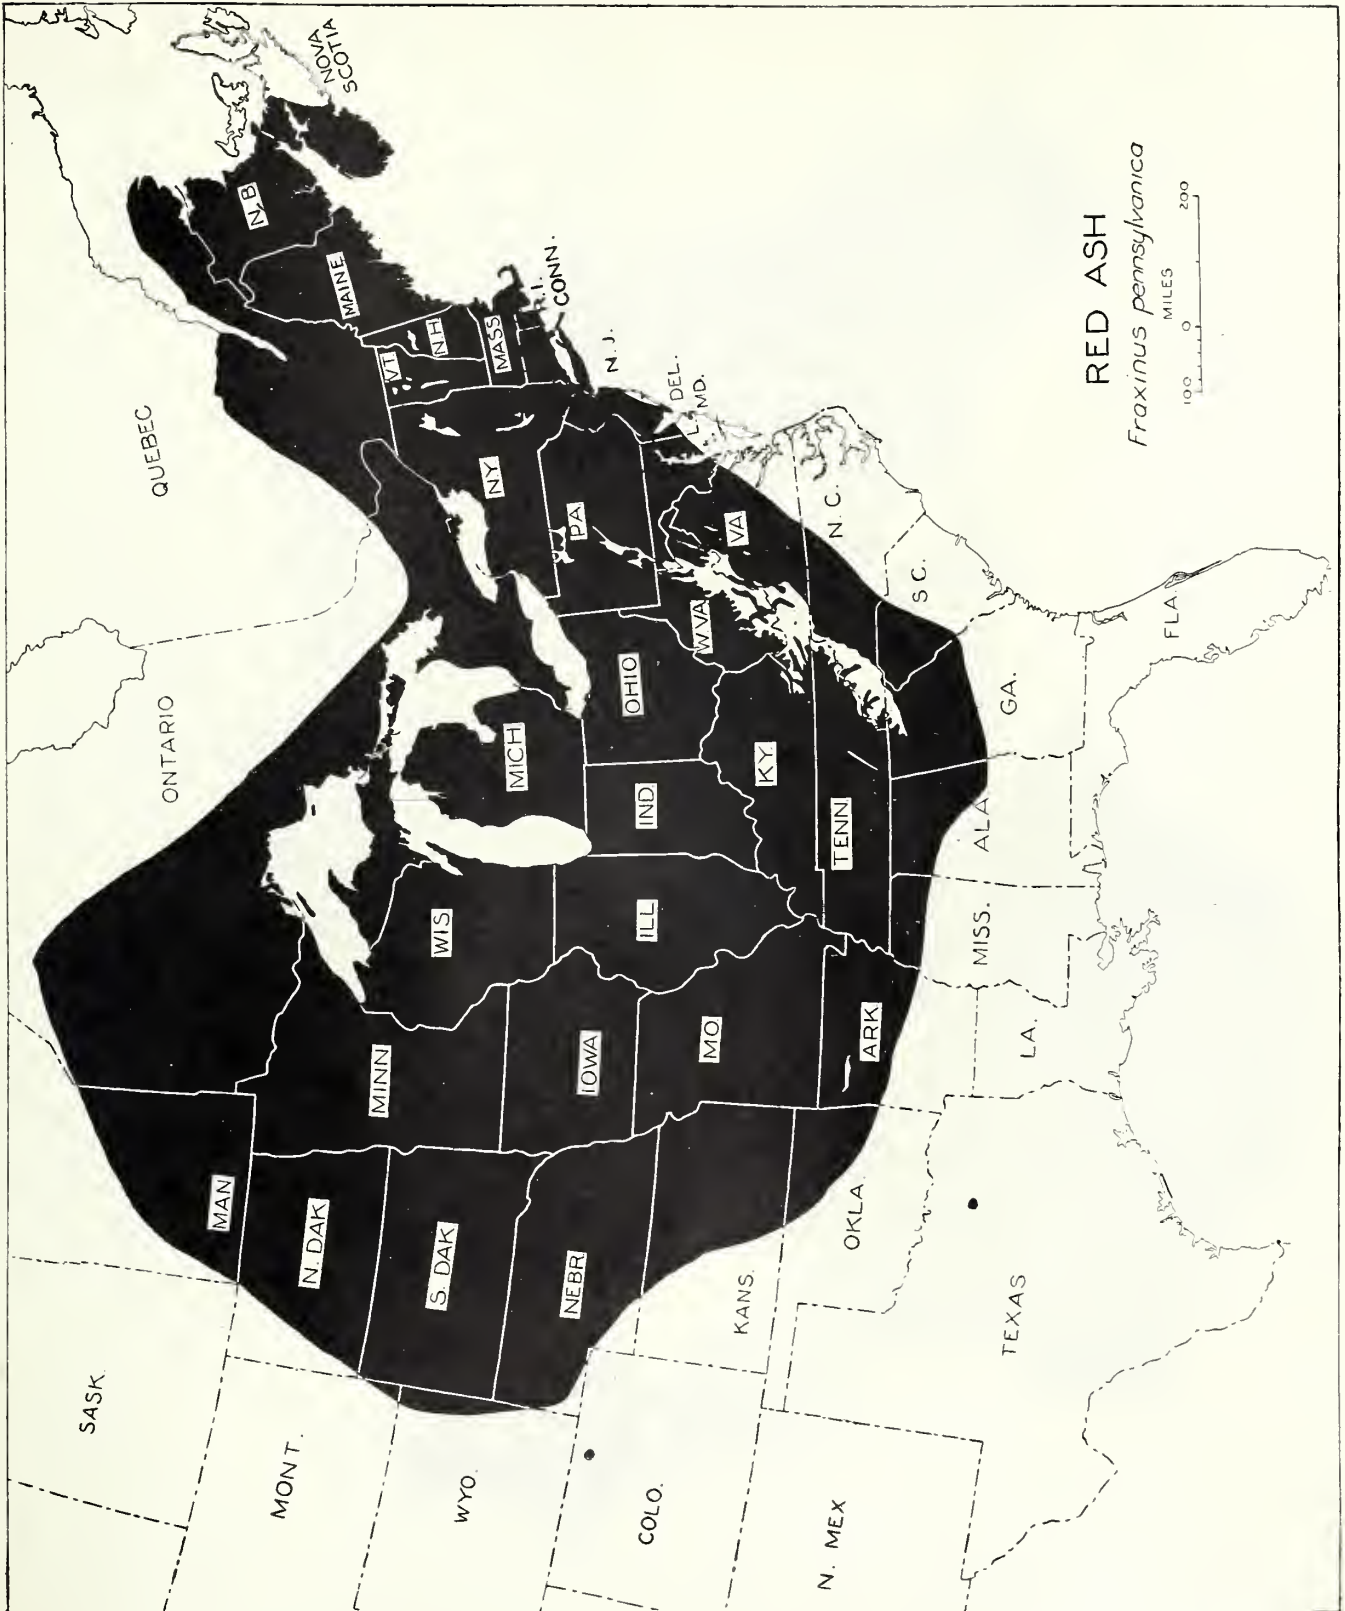 QUEBEC
ONTARIO
NOVA
SCOTIA
N.B
MAINE
VT
N.H
MASS
R.I.
CONN.
N.J.
DEL.
MD.
NY
PA
OHIO
W.VA
VA
MICH
IND
KY.
TENN
N.C.
S.C.
GA.
FLA.
ALA
MISS.
LA.
WIS
ILL
MINN
IOWA
MO
ARK
MAN
N. DAK
S. DAK
NEBR
KANS.
OKLA.
TEXAS
SASK.
MONT.
WYO.
COLO.
N. MEX
RED ASH
Fraxinus pennsylvanica
MILES
100 0 200